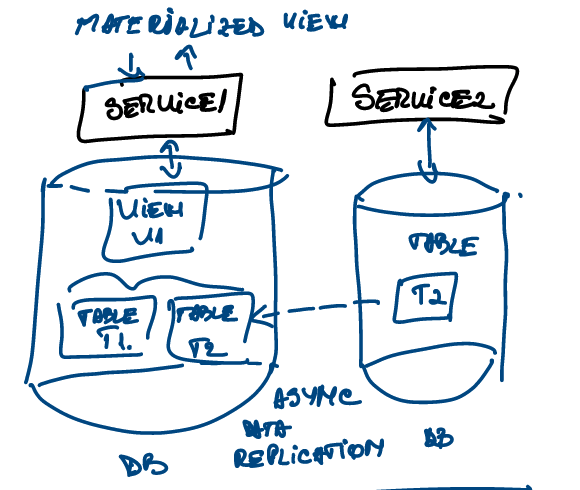 MATERIALIZED VIEW
SERVICE1
SERVICE2
VIEW
V1
TABLE
T1.
TABLE
T2
TABLE
T2
ASYNC
DATA
REPLICATION
DB
DB